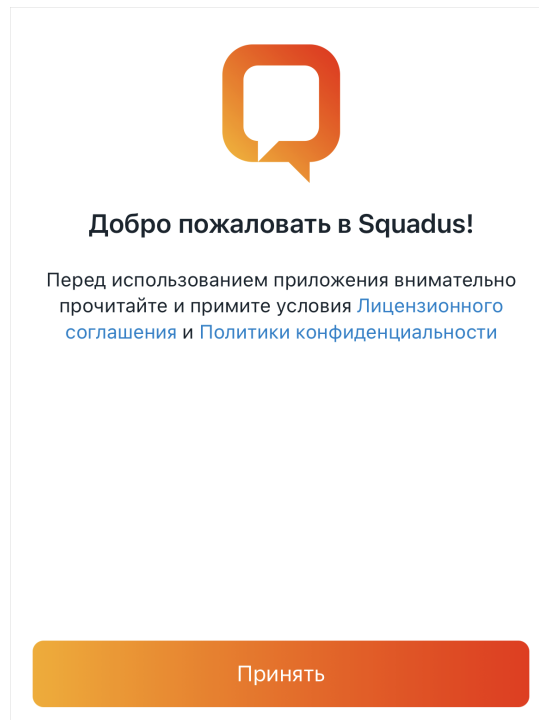 Добро пожаловать в Squadus!
Перед использованием приложения внимательно
прочитайте и примите условия Лицензионного
соглашения и Политики конфиденциальности
Принять